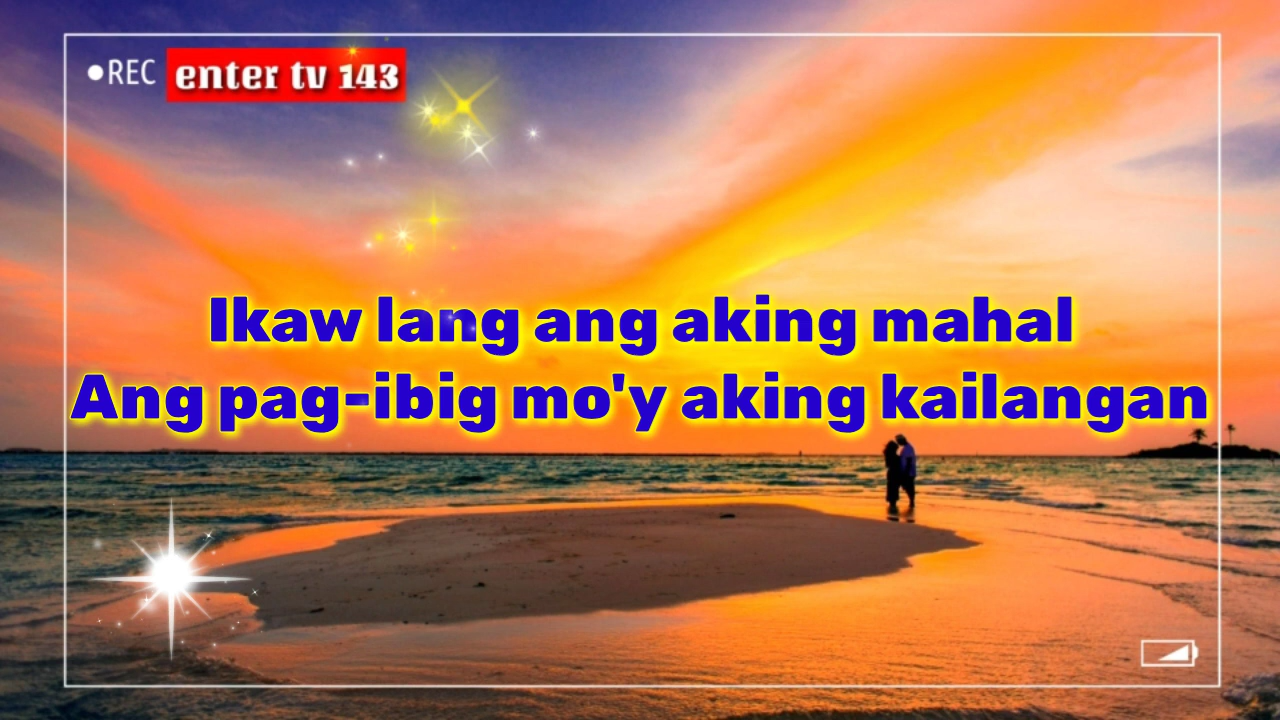 REC
enter tv 143
Ikaw lang ang aking mahal
Ang pag-ibig mo'y aking kailangan